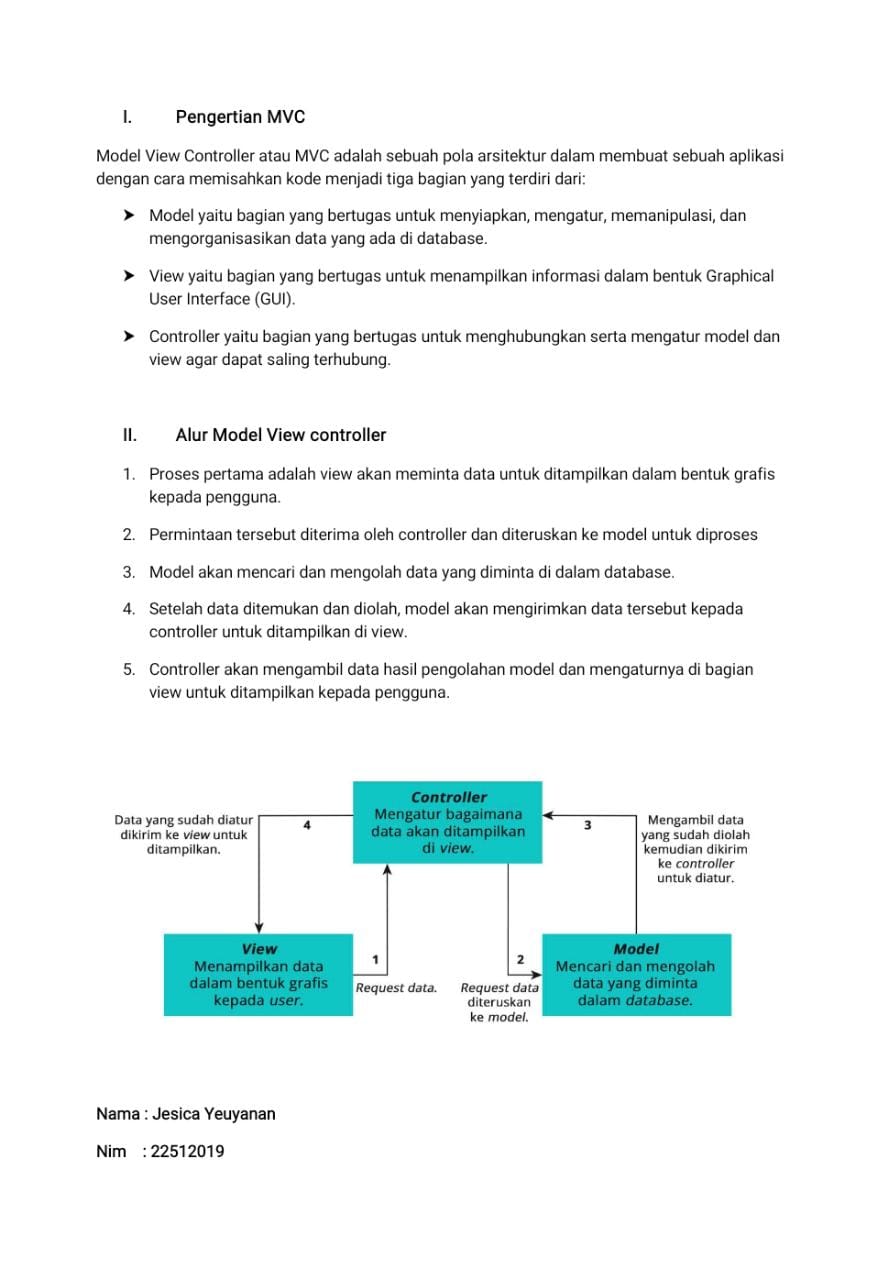 I. Pengertian MVC
Model View Controller atau MVC adalah sebuah pola arsitektur dalam membuat sebuah aplikasi
dengan cara memisahkan kode menjadi tiga bagian yang terdiri dari:
➤ Model yaitu bagian yang bertugas untuk menyiapkan, mengatur, memanipulasi, dan
mengorganisasikan data yang ada di database.
➤ View yaitu bagian yang bertugas untuk menampilkan informasi dalam bentuk Graphical
User Interface (GUI).
➤ Controller yaitu bagian yang bertugas untuk menghubungkan serta mengatur model dan
view agar dapat saling terhubung.
II. Alur Model View controller
1. Proses pertama adalah view akan meminta data untuk ditampilkan dalam bentuk grafis
kepada pengguna.
2. Permintaan tersebut diterima oleh controller dan diteruskan ke model untuk diproses
3. Model akan mencari dan mengolah data yang diminta di dalam database.
4. Setelah data ditemukan dan diolah, model akan mengirimkan data tersebut kepada
controller untuk ditampilkan di view.
5. Controller akan mengambil data hasil pengolahan model dan mengaturnya di bagian
view untuk ditampilkan kepada pengguna.
Data yang sudah diatur
dikirim ke view untuk
ditampilkan.
4
Controller
Mengatur bagaimana
data akan ditampilkan
di view.
3
Mengambil data
yang sudah diolah
kemudian dikirim
ke controller
untuk diatur.
View
Menampilkan data
dalam bentuk grafis
kepada user.
1
Request data.
2
Request data
diteruskan
ke model.
Model
Mencari dan mengolah
data yang diminta
dalam database.
Nama : Jesica Yeuyanan
Nim : 22512019